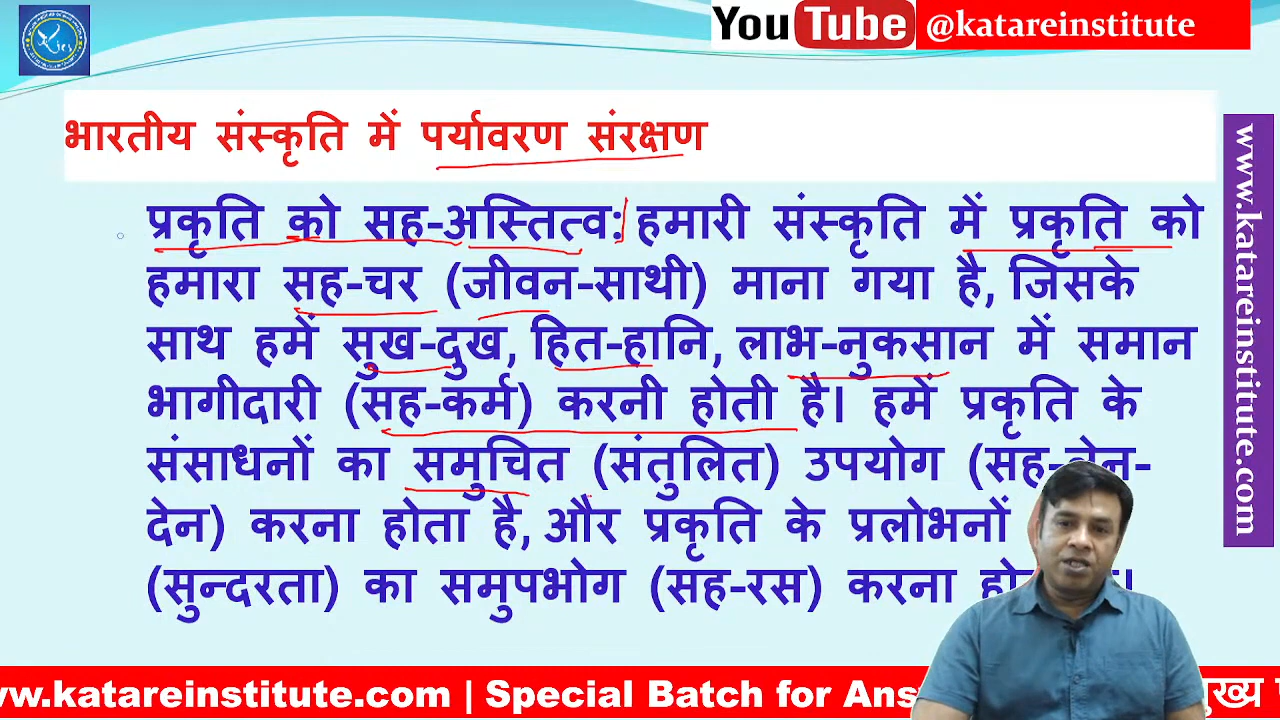 YouTube @katareinstitute
भारतीय संस्कृति में पर्यावरण संरक्षण
प्रकृति को सह-अस्तित्व: हमारी संस्कृति में प्रकृति को
हमारा सह-चर (जीवन-साथी) माना गया है, जिसके
साथ हमें सुख-दुख, हित-हानि, लाभ-नुकसान में समान
भागीदारी (सह-कर्म) करनी होती है। हमें प्रकृति के
संसाधनों का समुचित (संतुलित) उपयोग (सह-लेन-
देन) करना होता है, और प्रकृति के प्रलोभनों
(सुन्दरता) का समुपभोग (सह-रस) करना
www.katareinstitute.com
ww.katareinstitute.com | Special Batch for Ans